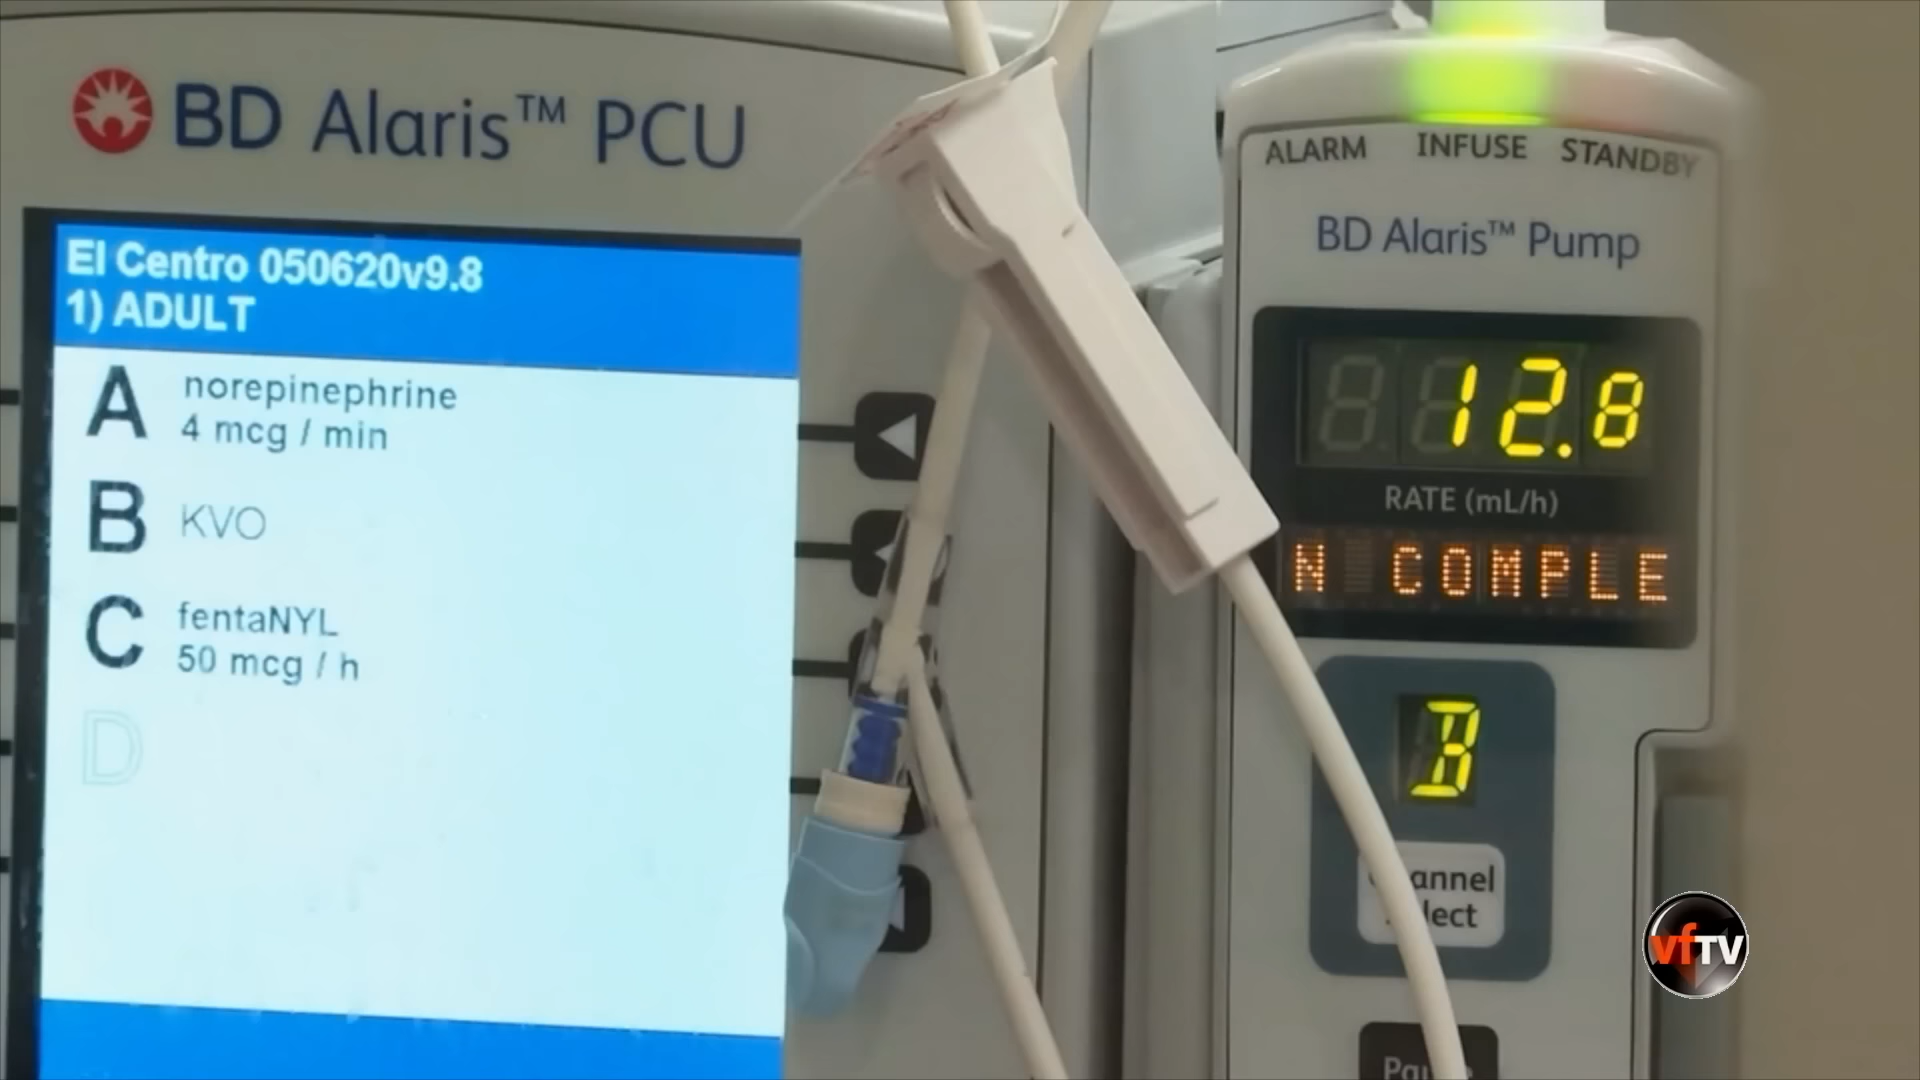 BD Alaris™ PCU
El Centro 050620v9.8
1) ADULT
A norepinephrine
4 mcg / min
B KVO
C fentaNYL
50 mcg / h
D
ALARM INFUSE STANDBY
BD Alaris™ Pump
12.8
RATE (mL/h)
N COMPLE
B
vfTV